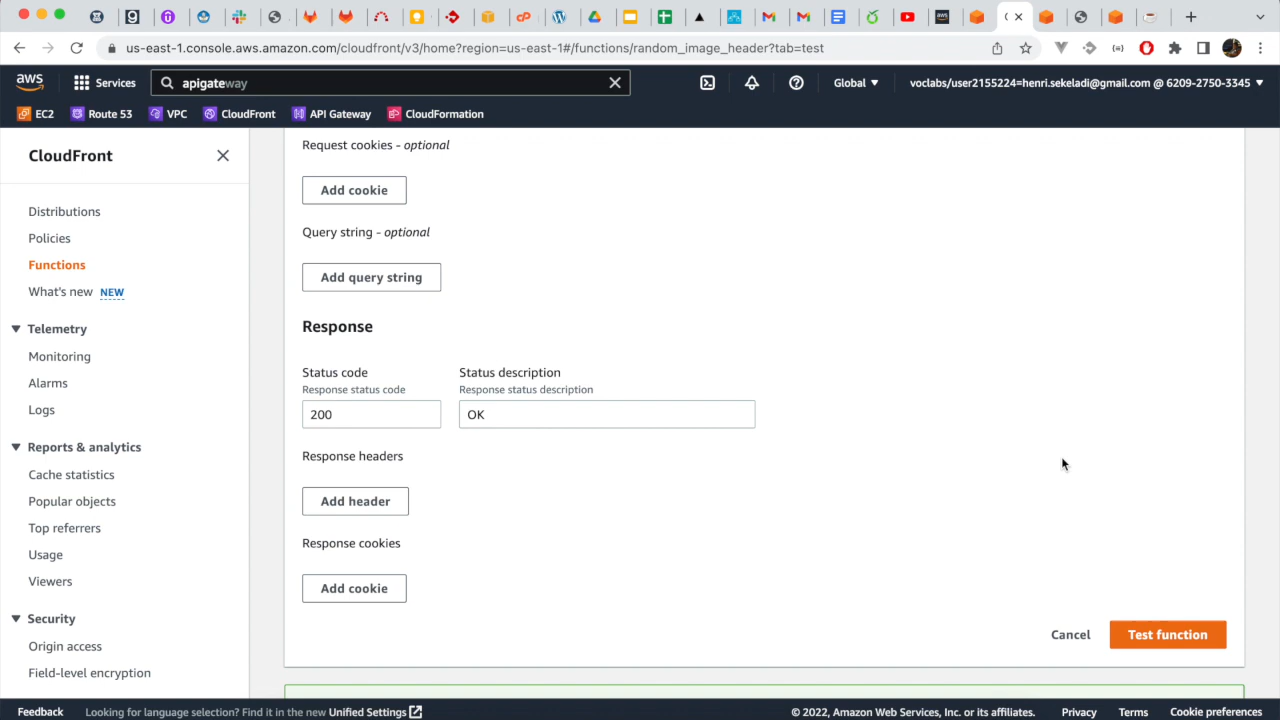 us-east-1.console.aws.amazon.com/cloudfront/v3/home?region=us-east-1#/functions/random_image_header?tab=test
aws
Services
apigateway
Global
voclabs/user2155224=henri.sekeladi@gmail.com @ 6209-2750-3345
EC2
Route 53
VPC
CloudFront
API Gateway
CloudFormation
CloudFront
Distributions
Policies
Functions
What's new NEW
Telemetry
Monitoring
Alarms
Logs
Reports & analytics
Cache statistics
Popular objects
Top referrers
Usage
Viewers
Security
Origin access
Field-level encryption
Request cookies - optional
Add cookie
Query string - optional
Add query string
Response
Status code
Response status code
200
Status description
Response status description
OK
Response headers
Add header
Response cookies
Add cookie
Cancel
Test function
Feedback
Looking for language selection? Find it in the new Unified Settings
© 2022, Amazon Web Services, Inc. or its affiliates.
Privacy
Terms
Cookie preferences